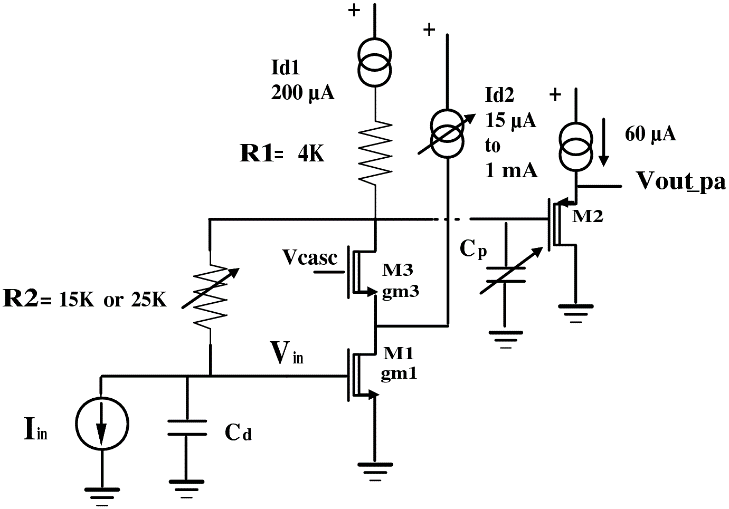 +
Id1
200 µA
R1= 4K
+
Id2
15 µA
to
1 mA
+
60 µA
Vout_pa
M2
Vcasc
M3
gm3
Cp
R2= 15K or 25K
Vin
M1
gm1
Iin
Cd